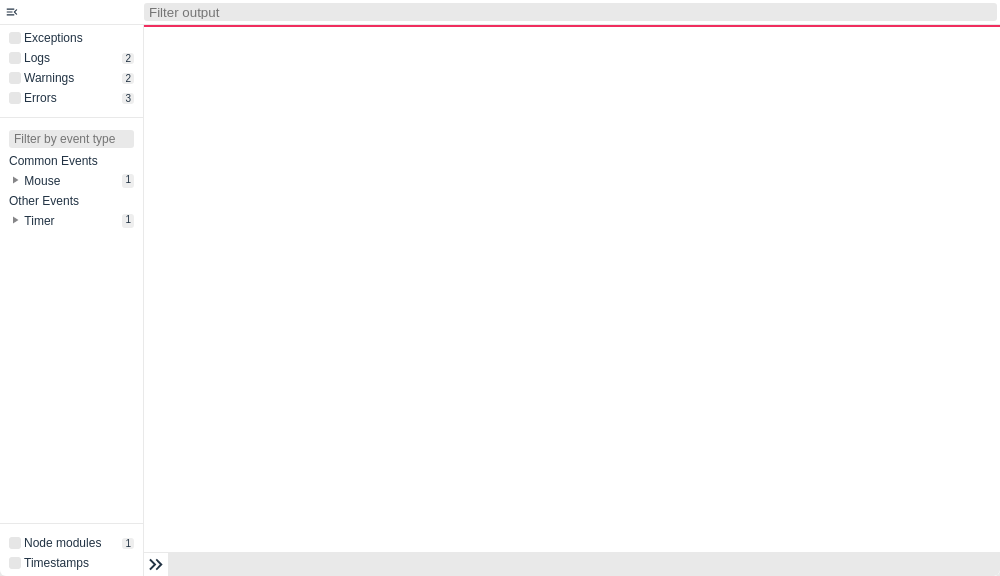 Filter output
Exceptions
Logs 2
Warnings 2
Errors 3
Filter by event type
Common Events
Mouse 1
Other Events
Timer 1
Node modules 1
Timestamps